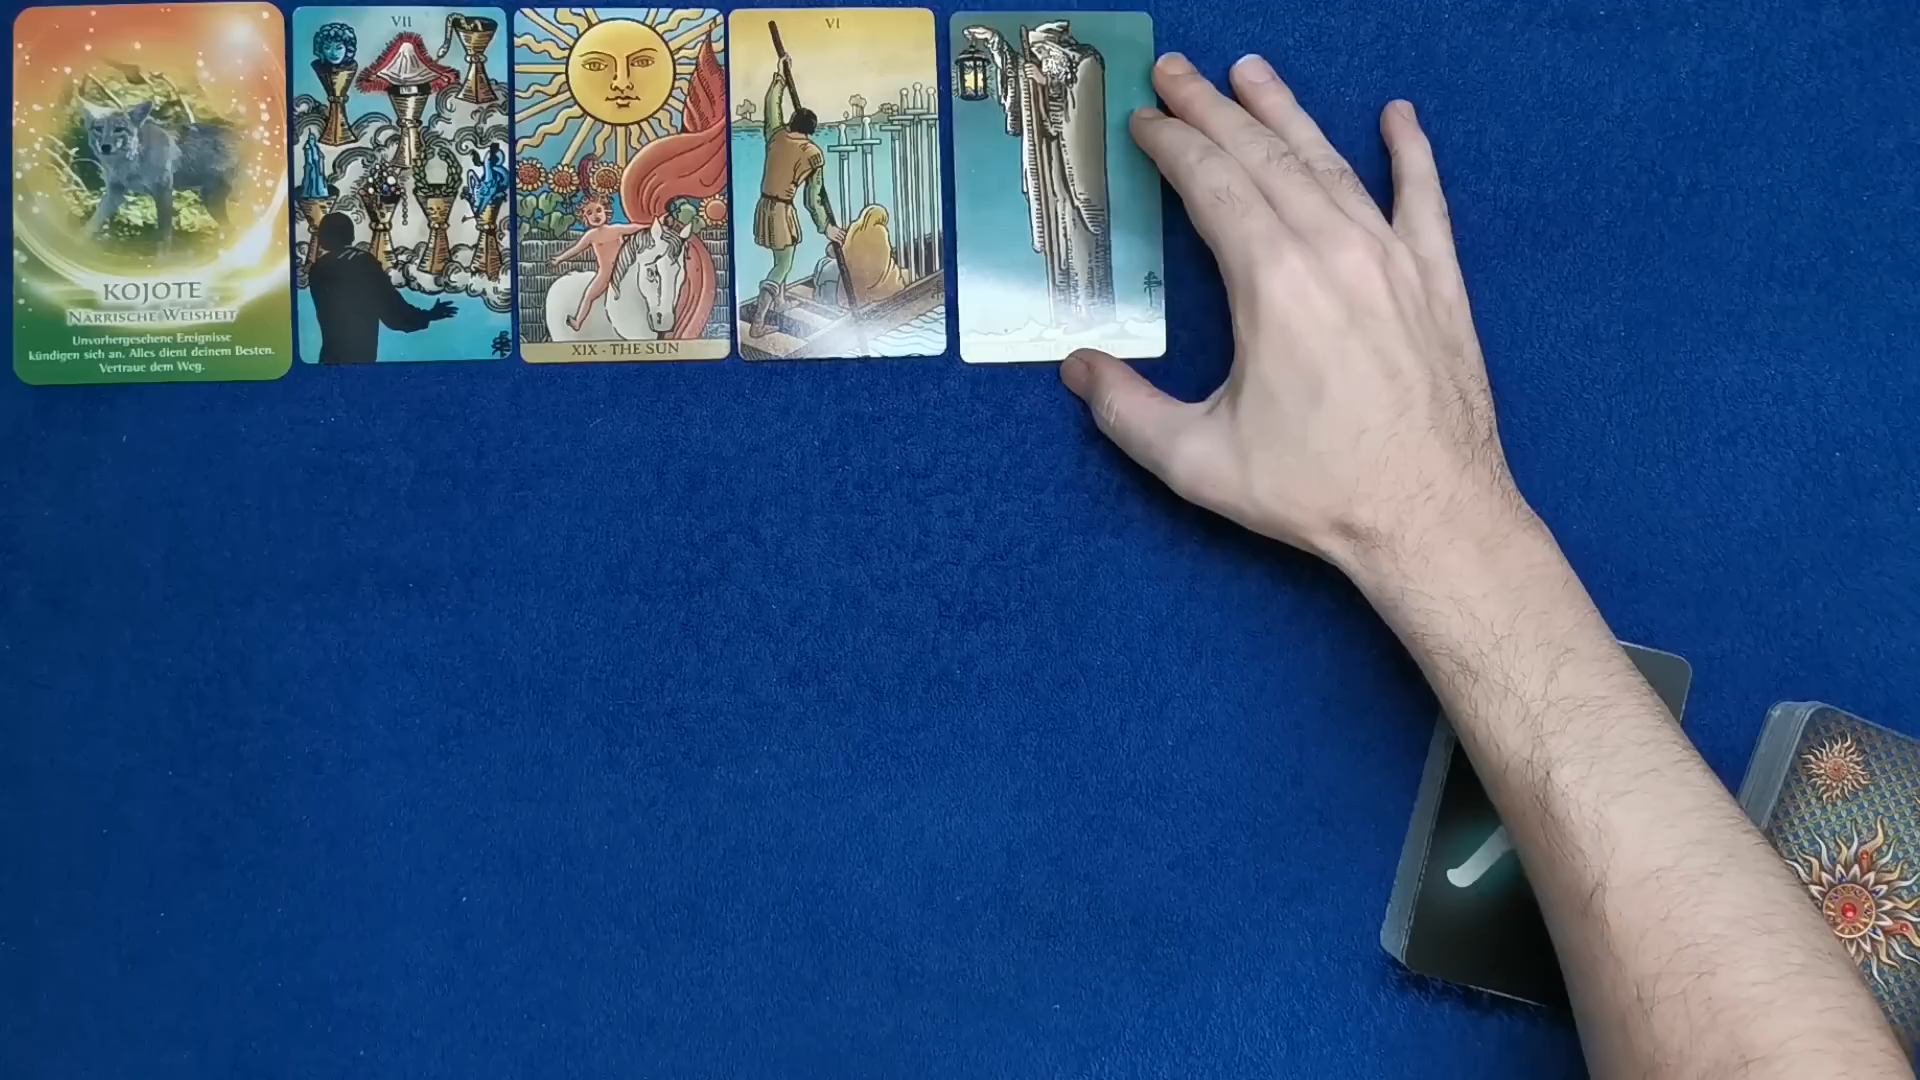 KOJOTE
NÄRRISCHE WEISHEIT
Unvorhergesehene Ereignisse
kündigen sich an. Alles dient deinem Besten.
Vertraue dem Weg.
VII
XIX - THE SUN
VI